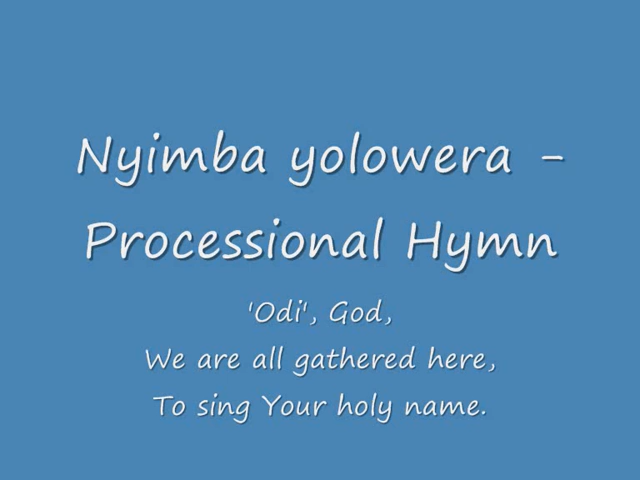 Nyimba yolowera -
Processional Hymn
'Odi', God,
We are all gathered here,
To sing Your holy name.